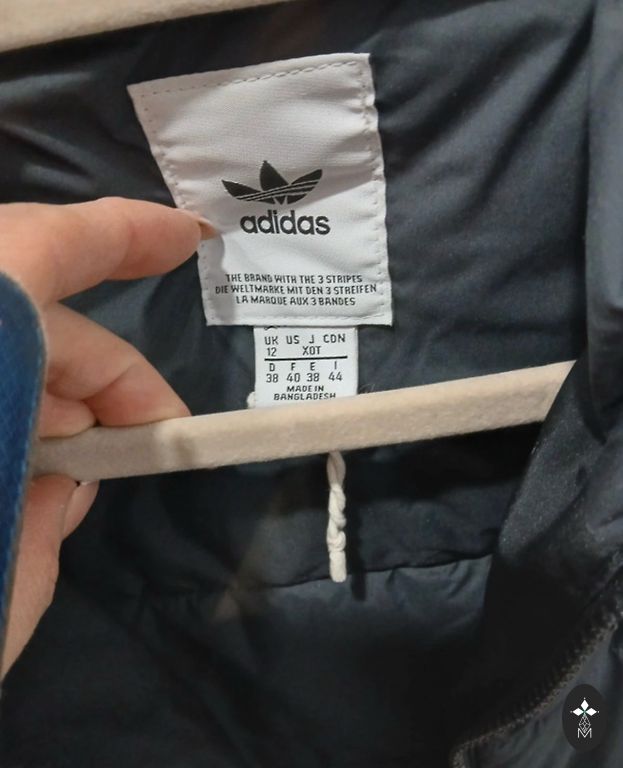 adidas
THE BRAND WITH THE 3 STRIPES
DIE WELTMARKE MIT DEN 3 STREIFEN
LA MARQUE AUX 3 BANDES
UK US J CDN
12 XOT
D F E I
38 40 38 44
MADE IN
BANGLADESH
M